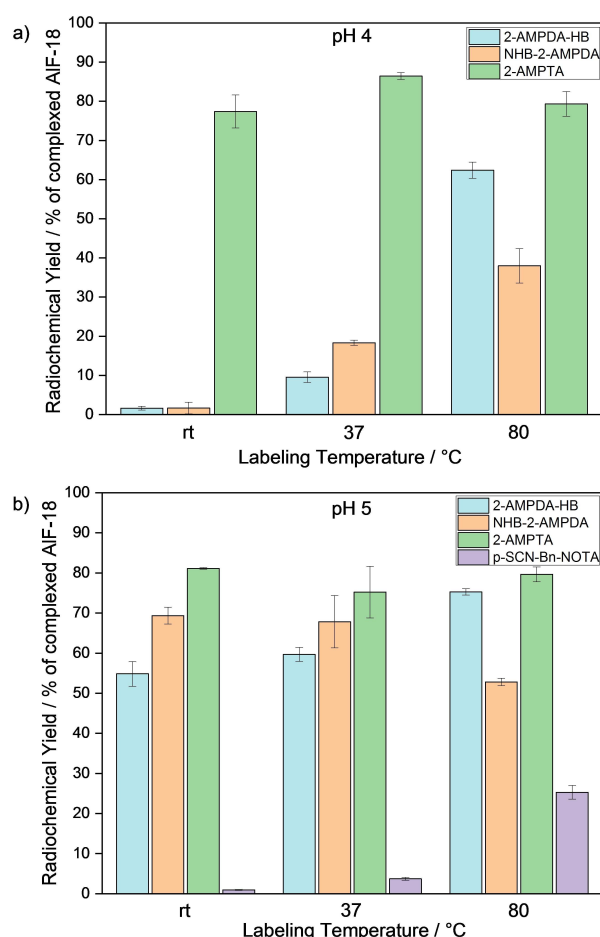 a)
pH 4
2-AMPDA-HB
NHB-2-AMPDA
2-AMPTA
Radiochemical Yield / % of complexed AlF-18
100
90
80
70
60
50
40
30
20
10
0
rt 37 80
Labeling Temperature / °C
b)
pH 5
2-AMPDA-HB
NHB-2-AMPDA
2-AMPTA
p-SCN-Bn-NOTA
Radiochemical Yield / % of complexed AlF-18
100
90
80
70
60
50
40
30
20
10
0
rt 37 80
Labeling Temperature / °C